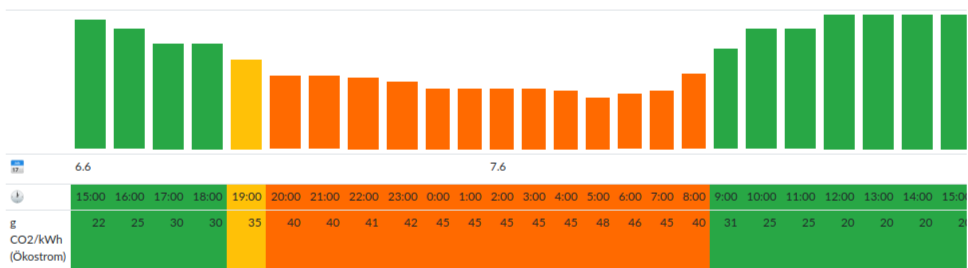 6.6 7.6
15:00 16:00 17:00 18:00 19:00 20:00 21:00 22:00 23:00 0:00 1:00 2:00 3:00 4:00 5:00 6:00 7:00 8:00 9:00 10:00 11:00 12:00 13:00 14:00
g 22 25 30 30 35 40 40 41 42 45 45 45 45 45 48 46 45 40 31 25 25 20 20 20
CO2/kWh
(Ökostrom)